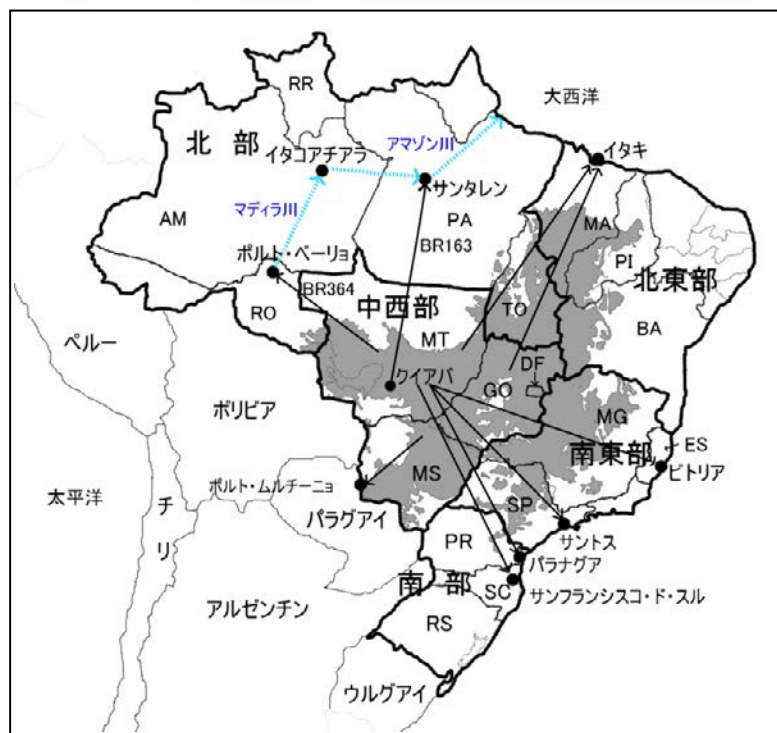 RR
大西洋
北 部
アマゾン川
イタコアチアラ
イタキ
サンタレン
マディラ川
AM
PA
MA
BR163
ポルト・ベーリョ
PI
北東部
BR364
中西部
RO
TO
MT
BA
ペルー
DF
クイアバ
GO
ボリビア
MG
ES
南東部
ビトリア
MS
ポルト・ムルチーニョ
太平洋
SP
チリ
パラグアイ
サントス
PR
パラナグア
南 部
SC
サンフランシスコ・ド・スル
アルゼンチン
RS
ウルグアイ